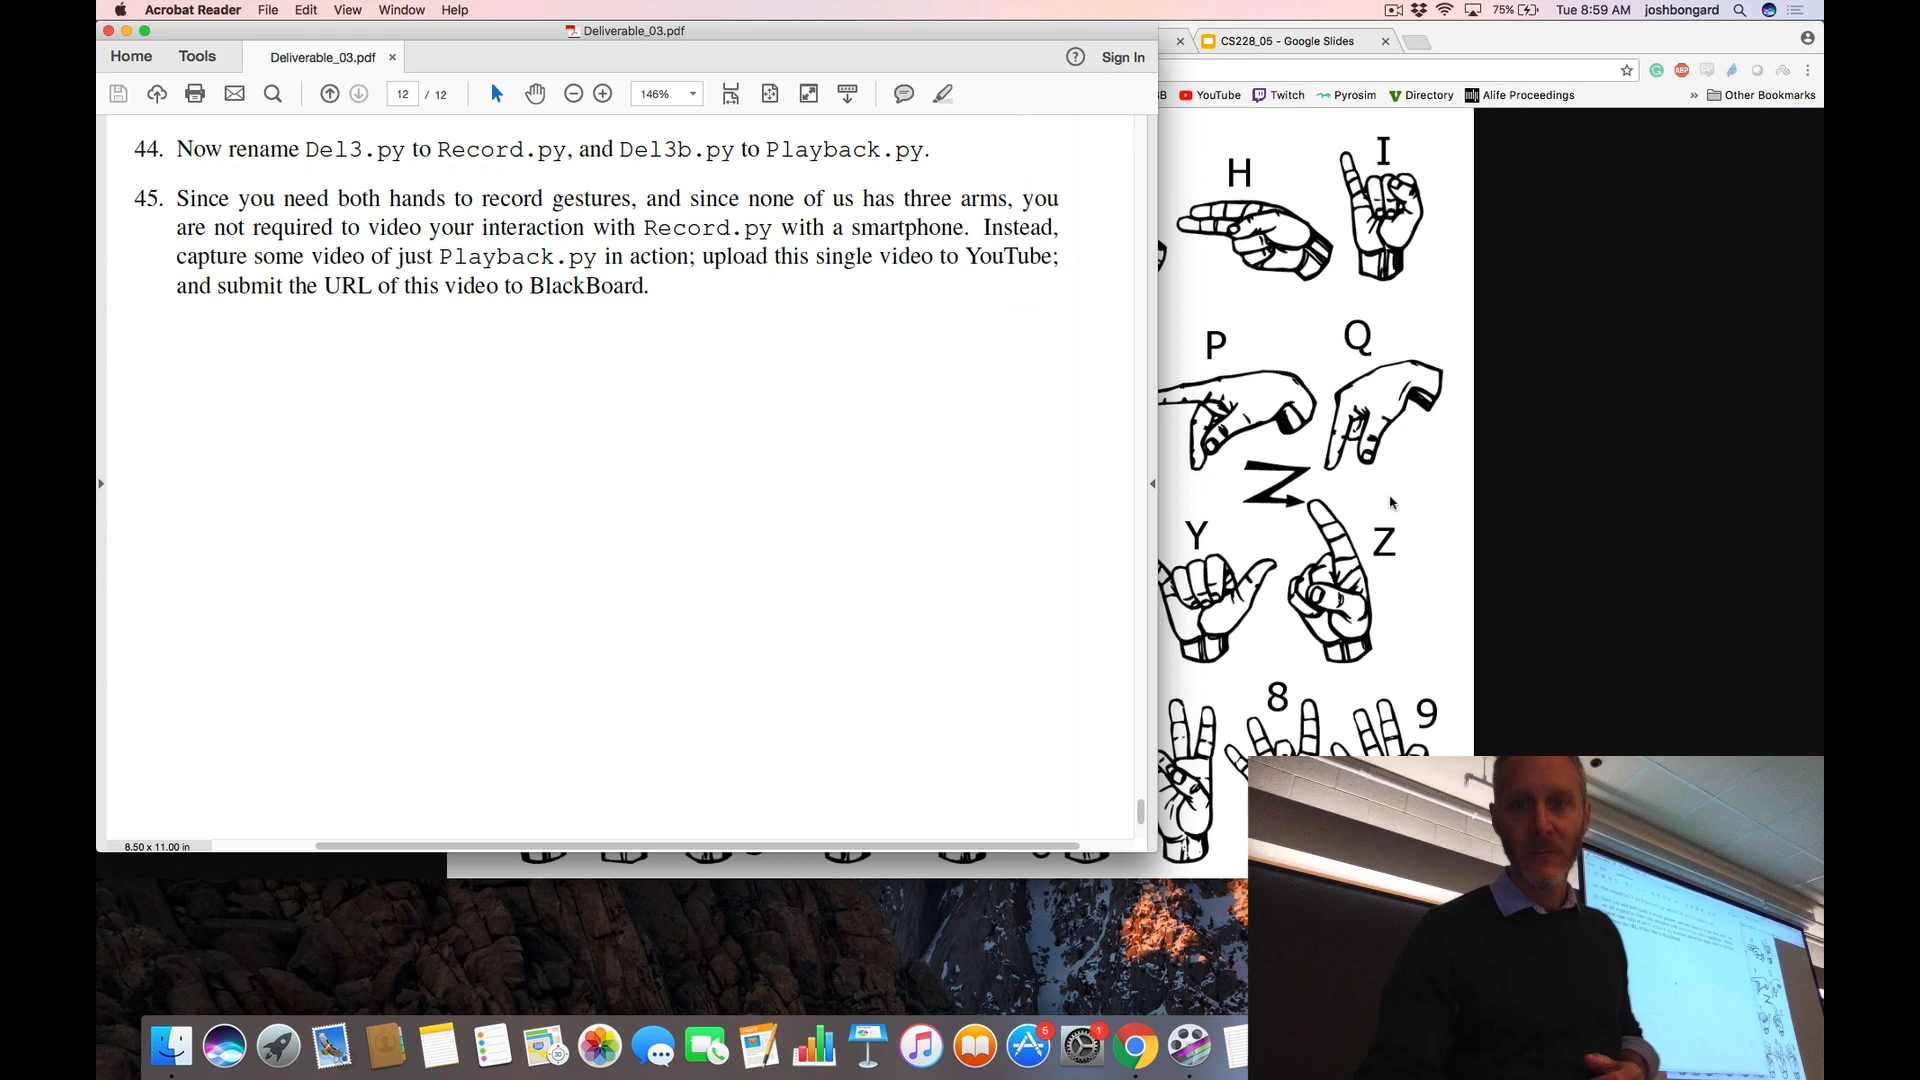 Acrobat Reader File Edit View Window Help
75% Tue 8:59 AM joshbongard
Deliverable_03.pdf
CS228_05 - Google Slides
Home Tools Deliverable_03.pdf
Sign In
12 / 12
146%
YouTube Twitch Pyrosim Directory Alife Proceedings » Other Bookmarks
44. Now rename Del3.py to Record.py, and Del3b.py to Playback.py.
45. Since you need both hands to record gestures, and since none of us has three arms, you
are not required to video your interaction with Record.py with a smartphone. Instead,
capture some video of just Playback.py in action; upload this single video to YouTube;
and submit the URL of this video to BlackBoard.
H I
P Q
Y Z
8 9
8.50 x 11.00 in
5
1